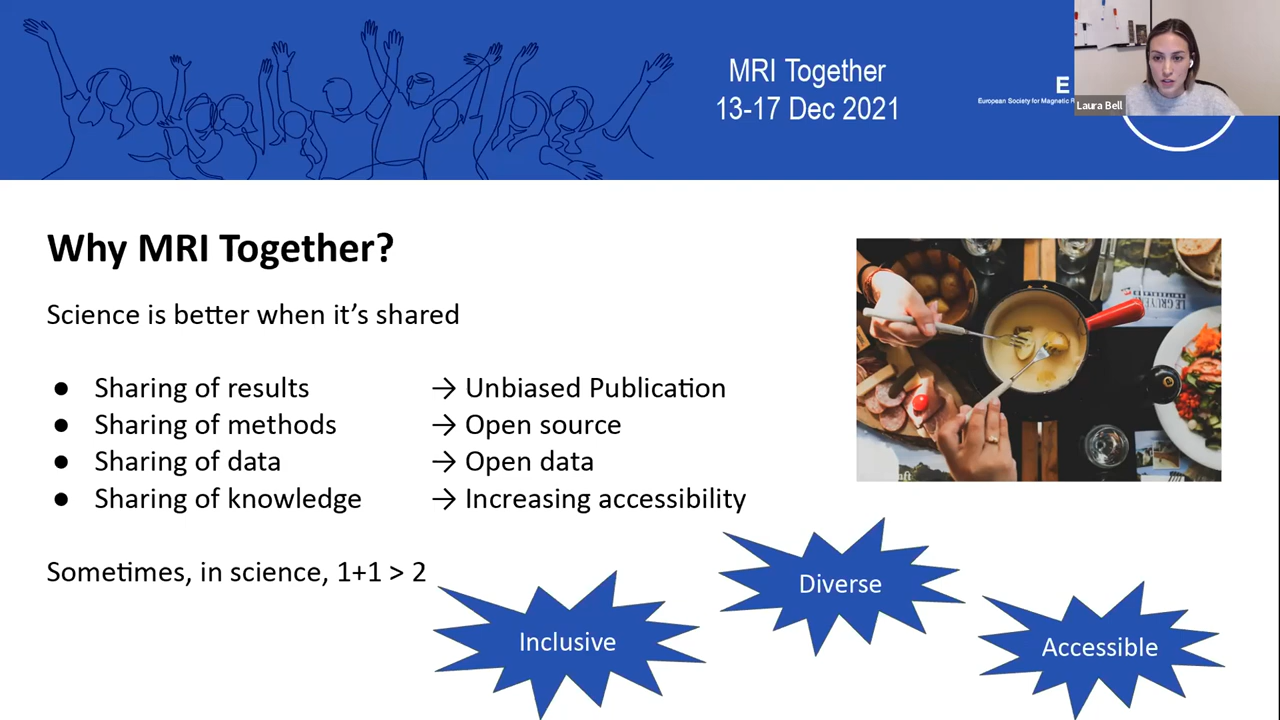 MRI Together
13-17 Dec 2021
E
European Society for Magnetic R
Laura Bell
Why MRI Together?
Science is better when it's shared
● Sharing of results → Unbiased Publication
● Sharing of methods → Open source
● Sharing of data → Open data
● Sharing of knowledge → Increasing accessibility
Sometimes, in science, 1+1 > 2
Inclusive
Diverse
Accessible